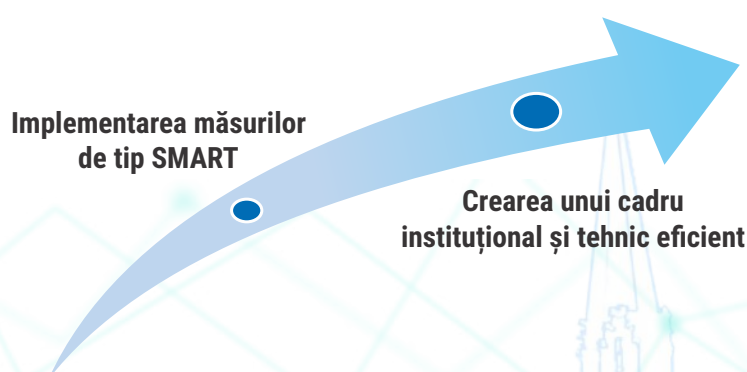 Implementarea măsurilor
de tip SMART
Crearea unui cadru
instituțional și tehnic eficient